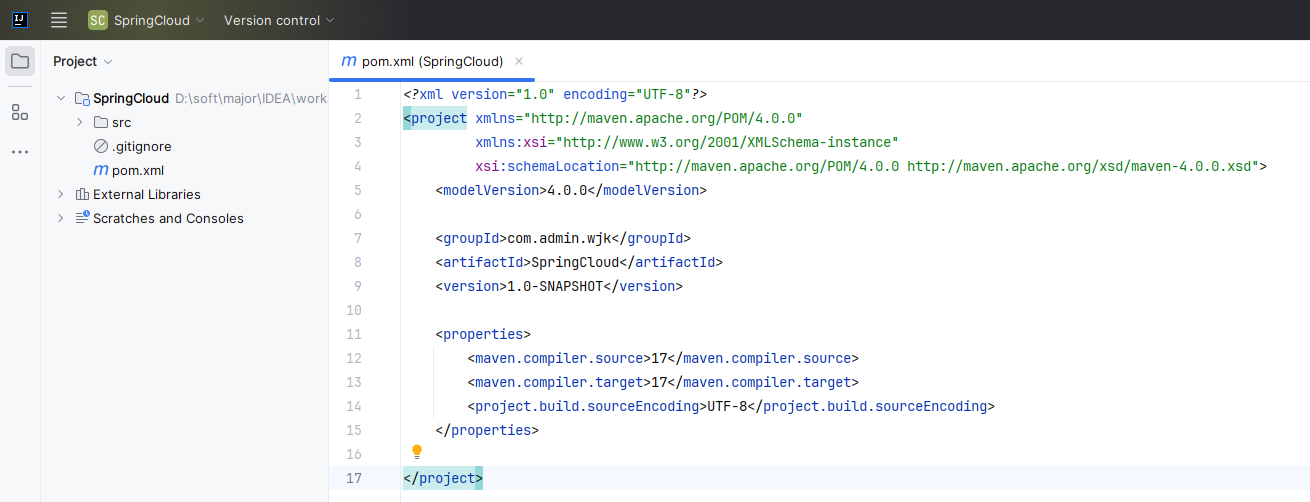 SC SpringCloud Version control
Project
pom.xml (SpringCloud)
SpringCloud D:\soft\major\IDEA\work
src
.gitignore
pom.xml
External Libraries
Scratches and Consoles
1 <?xml version="1.0" encoding="UTF-8"?>
2 <project xmlns="http://maven.apache.org/POM/4.0.0"
3 xmlns:xsi="http://www.w3.org/2001/XMLSchema-instance"
4 xsi:schemaLocation="http://maven.apache.org/POM/4.0.0 http://maven.apache.org/xsd/maven-4.0.0.xsd">
5 <modelVersion>4.0.0</modelVersion>
6
7 <groupId>com.admin.wjk</groupId>
8 <artifactId>SpringCloud</artifactId>
9 <version>1.0-SNAPSHOT</version>
10
11 <properties>
12 <maven.compiler.source>17</maven.compiler.source>
13 <maven.compiler.target>17</maven.compiler.target>
14 <project.build.sourceEncoding>UTF-8</project.build.sourceEncoding>
15 </properties>
16
17 </project>